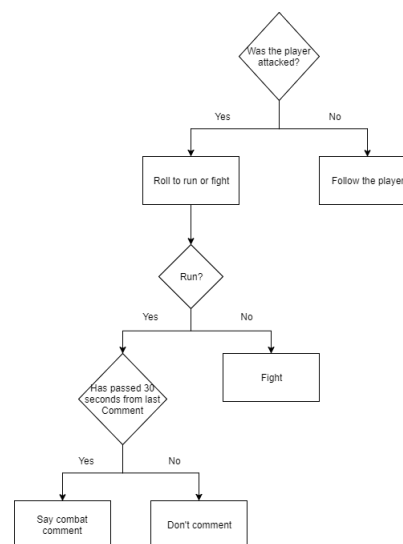 Was the player
attacked?
Yes
No
Roll to run or fight
Follow the player
Run?
Yes
No
Has passed 30
seconds from last
Comment
Fight
Yes
No
Say combat
comment
Don't comment